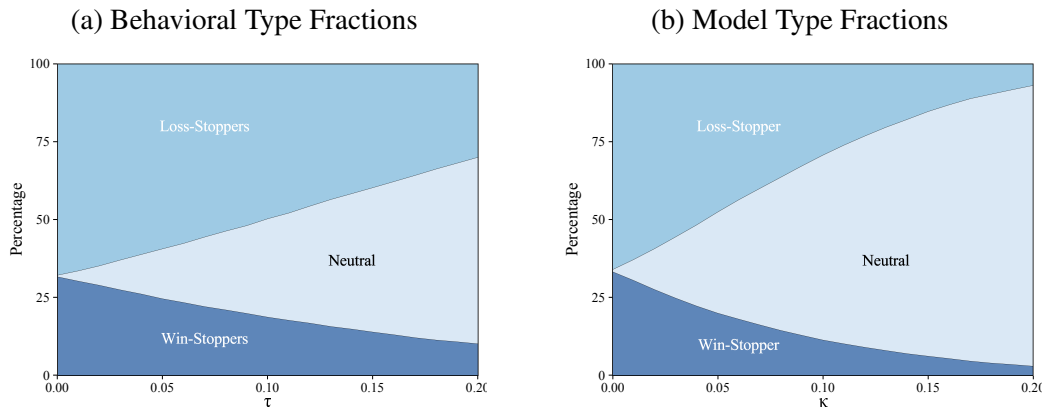 (a) Behavioral Type Fractions
100
75
50
25
0
Percentage
Loss-Stoppers
Neutral
Win-Stoppers
0.00 0.05 0.10 0.15 0.20
τ
(b) Model Type Fractions
100
75
50
25
0
Percentage
Loss-Stopper
Neutral
Win-Stopper
0.00 0.05 0.10 0.15 0.20
κ